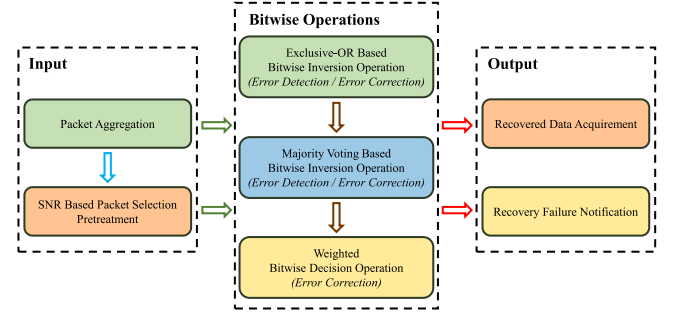 Input
Packet Aggregation
SNR Based Packet Selection
Pretreatment
Bitwise Operations
Exclusive-OR Based
Bitwise Inversion Operation
(Error Detection / Error Correction)
Majority Voting Based
Bitwise Inversion Operation
(Error Detection / Error Correction)
Weighted
Bitwise Decision Operation
(Error Correction)
Output
Recovered Data Acquirement
Recovery Failure Notification